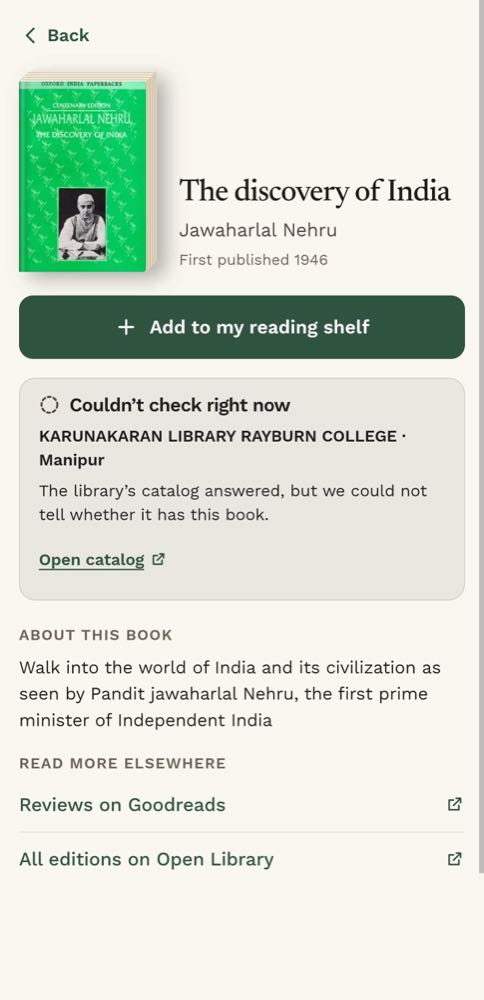 Back
OXFORD INDIA PAPERBACKS
CENTENARY EDITION
JAWAHARLAL NEHRU
THE DISCOVERY OF INDIA
The discovery of India
Jawaharlal Nehru
First published 1946
+ Add to my reading shelf
Couldn’t check right now
KARUNAKARAN LIBRARY RAYBURN COLLEGE ·
Manipur
The library’s catalog answered, but we could not
tell whether it has this book.
Open catalog
ABOUT THIS BOOK
Walk into the world of India and its civilization as
seen by Pandit jawaharlal Nehru, the first prime
minister of Independent India
READ MORE ELSEWHERE
Reviews on Goodreads
All editions on Open Library